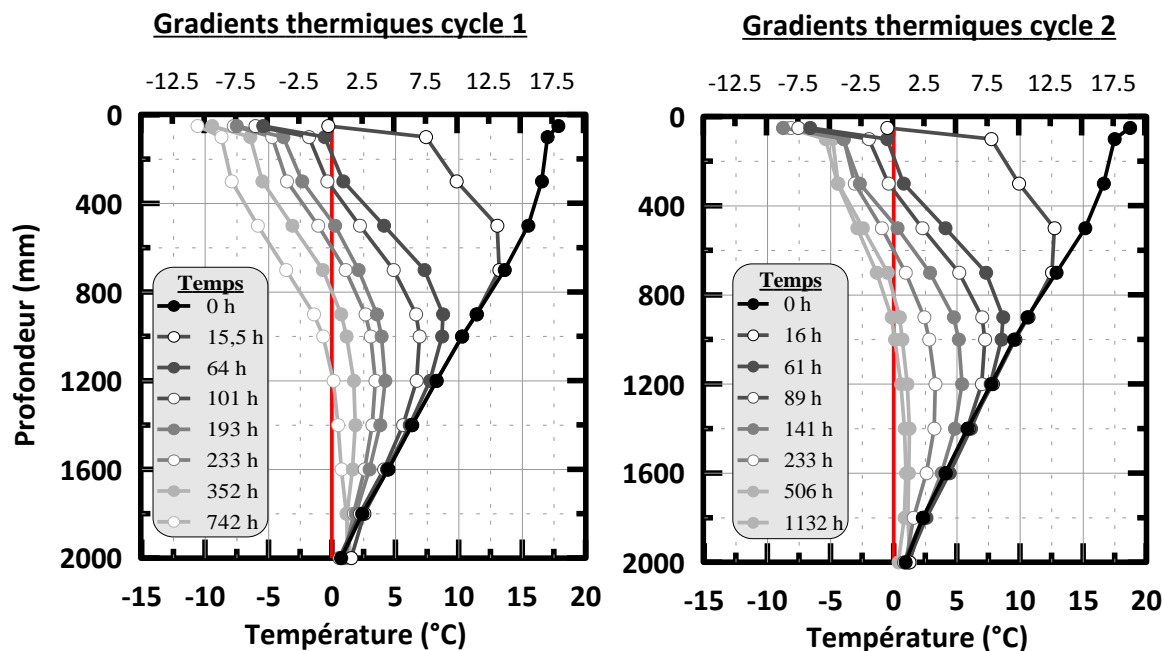 Gradients thermiques cycle 1
-12.5 -7.5 -2.5 2.5 7.5 12.5 17.5
0
400
800
1200
1600
2000
Profondeur (mm)
Temps
0 h
15,5 h
64 h
101 h
193 h
233 h
352 h
742 h
-15 -10 -5 0 5 10 15 20
Température (°C)
Gradients thermiques cycle 2
-12.5 -7.5 -2.5 2.5 7.5 12.5 17.5
0
400
800
1200
1600
2000
Temps
0 h
16 h
61 h
89 h
141 h
233 h
506 h
1132 h
-15 -10 -5 0 5 10 15 20
Température (°C)